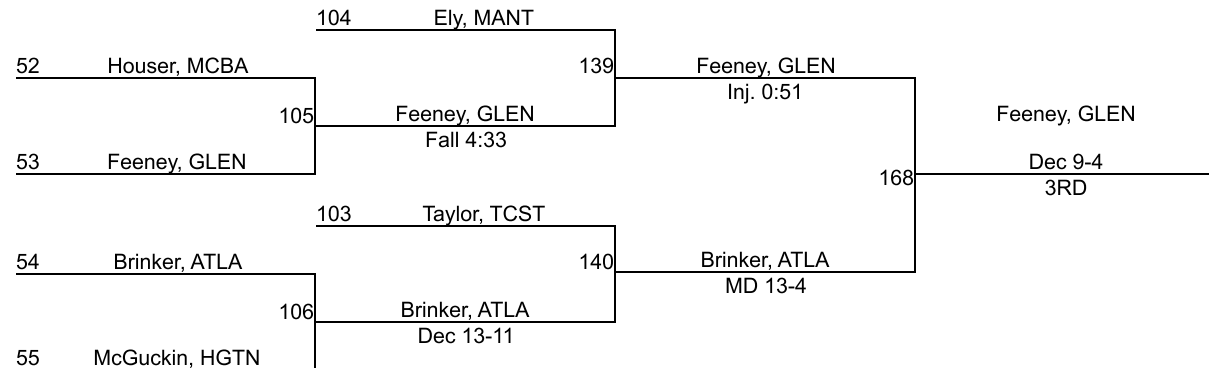 104 Ely, MANT
52 Houser, MCBA
139 Feeney, GLEN
Inj. 0:51
105 Feeney, GLEN
Fall 4:33
Feeney, GLEN
53 Feeney, GLEN
Dec 9-4
168
3RD
103 Taylor, TCST
54 Brinker, ATLA
140 Brinker, ATLA
MD 13-4
106 Brinker, ATLA
Dec 13-11
55 McGuckin, HGTN